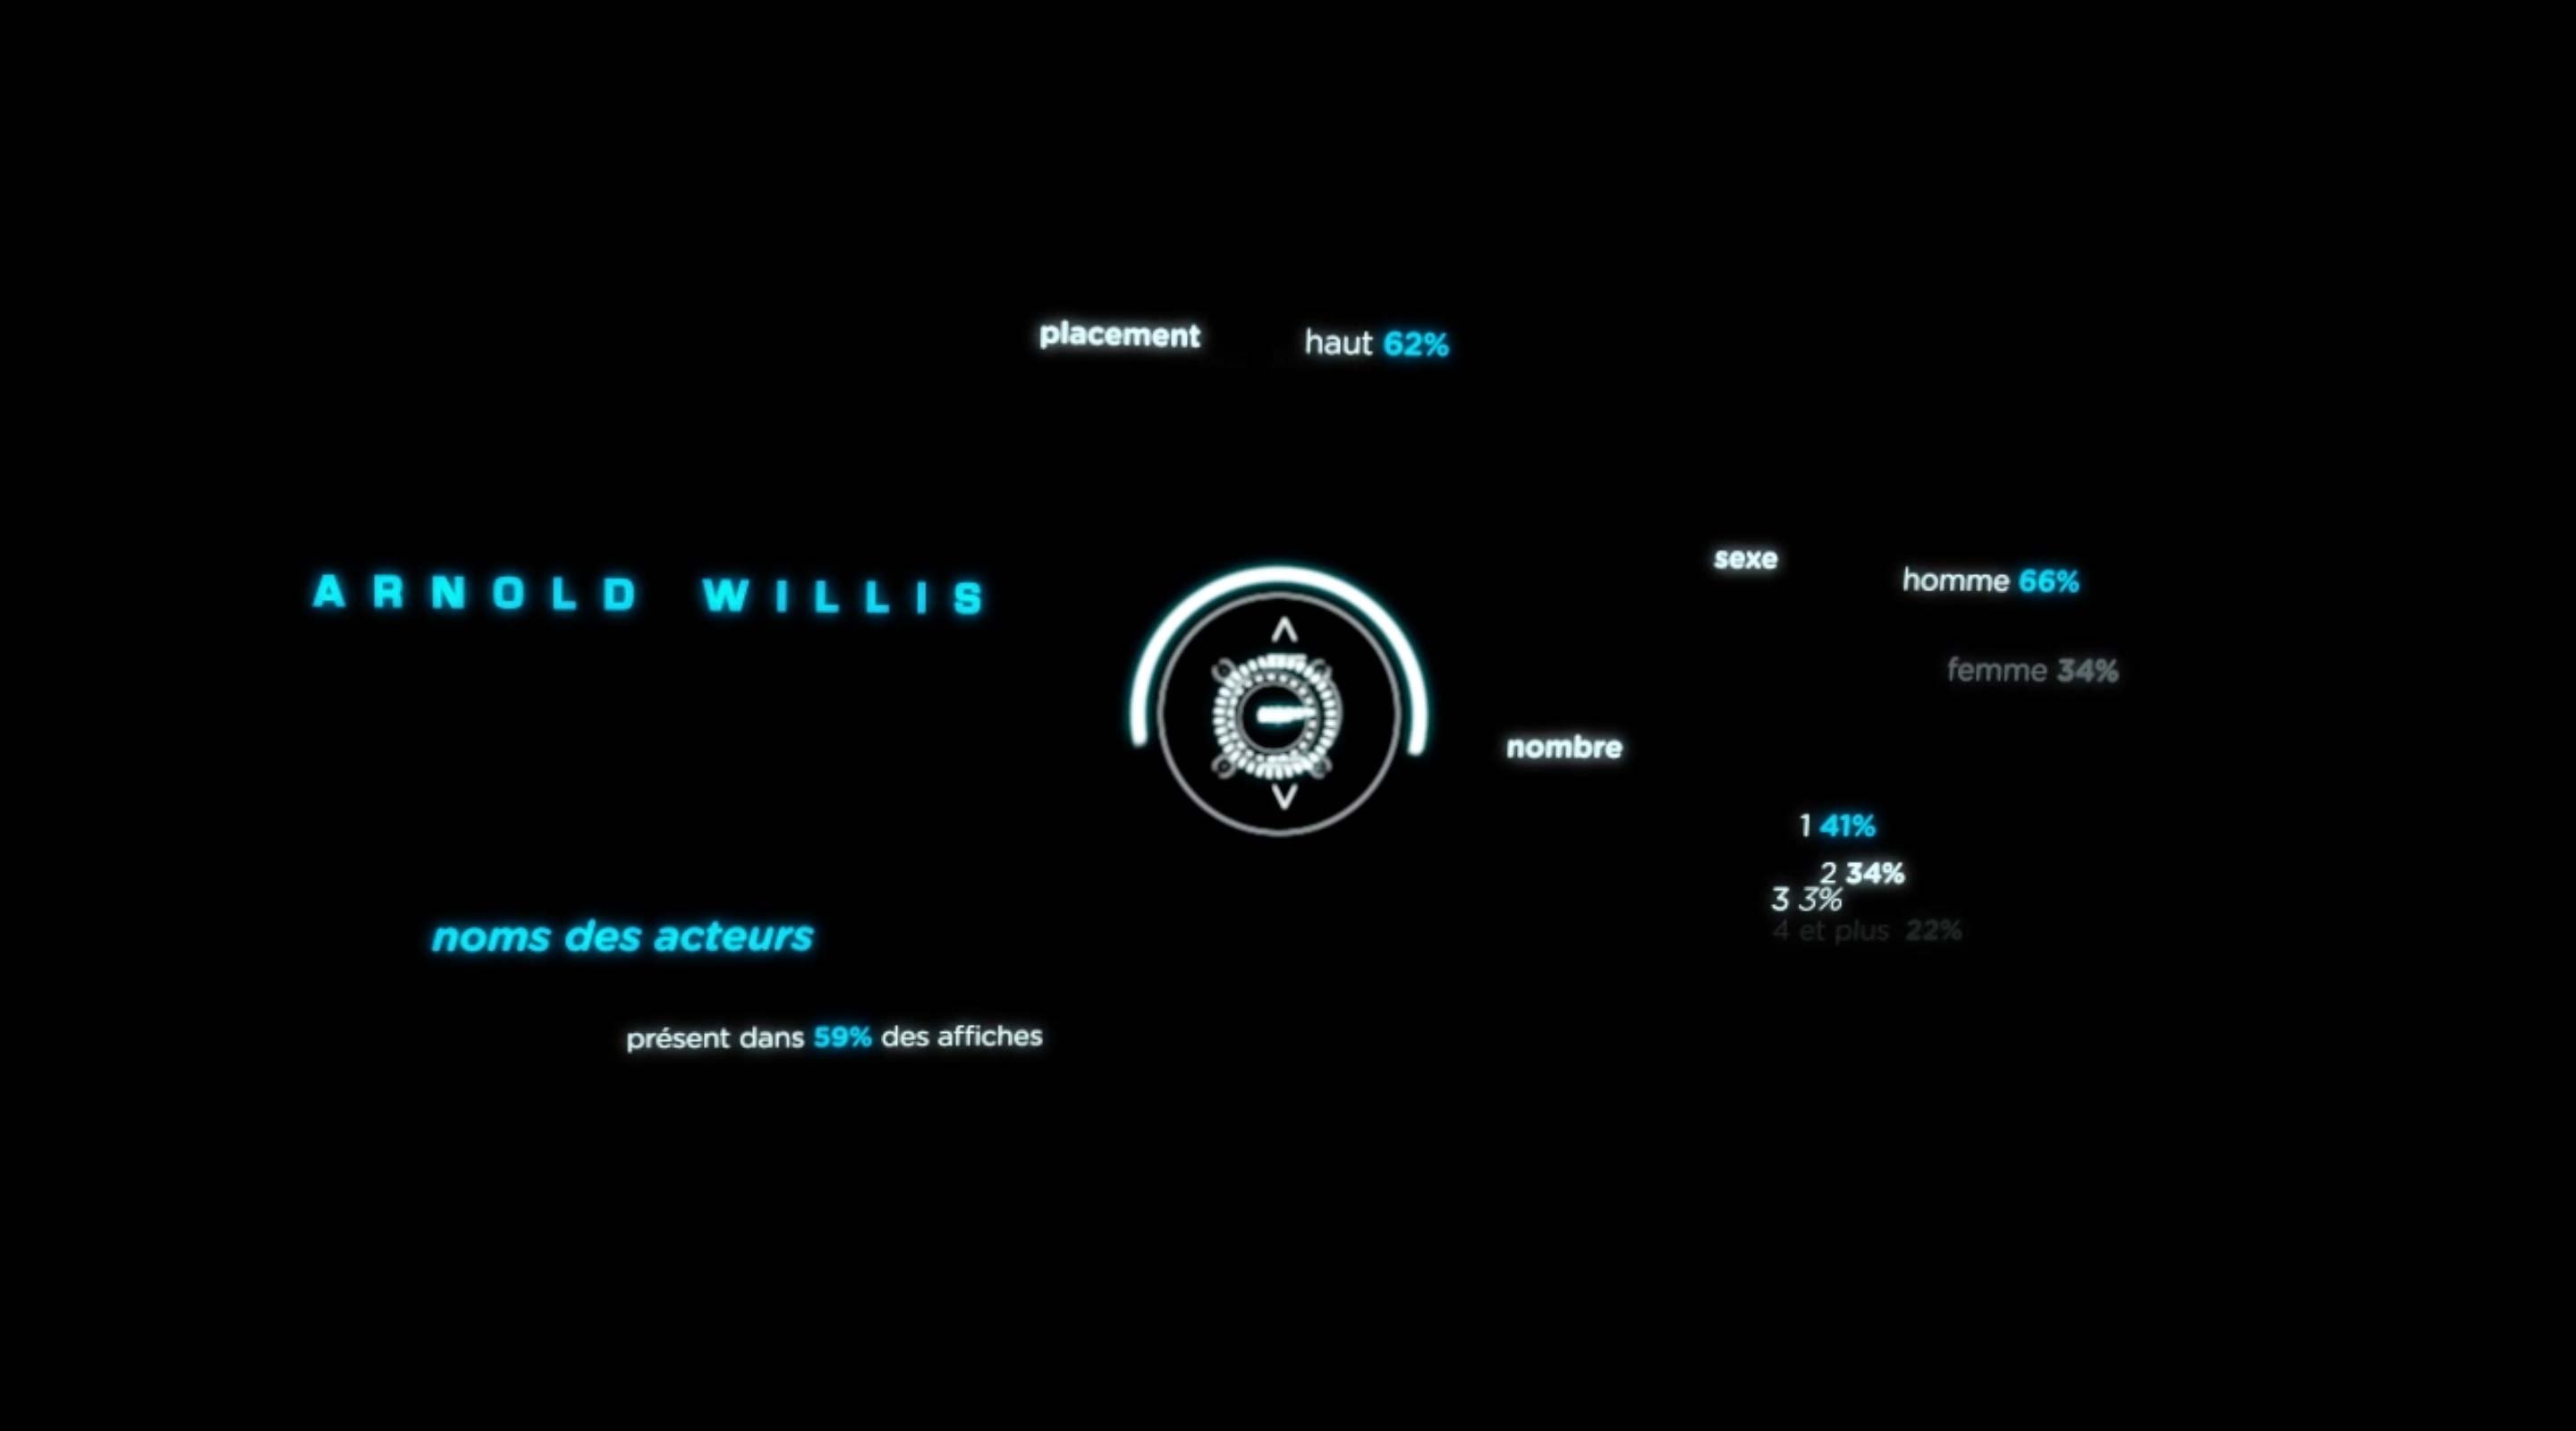 placement
haut 62%
ARNOLD WILLIS
sexe
homme 66%
femme 34%
nombre
1 41%
2 34%
3 3%
4 et plus 22%
noms des acteurs
présent dans 59% des affiches